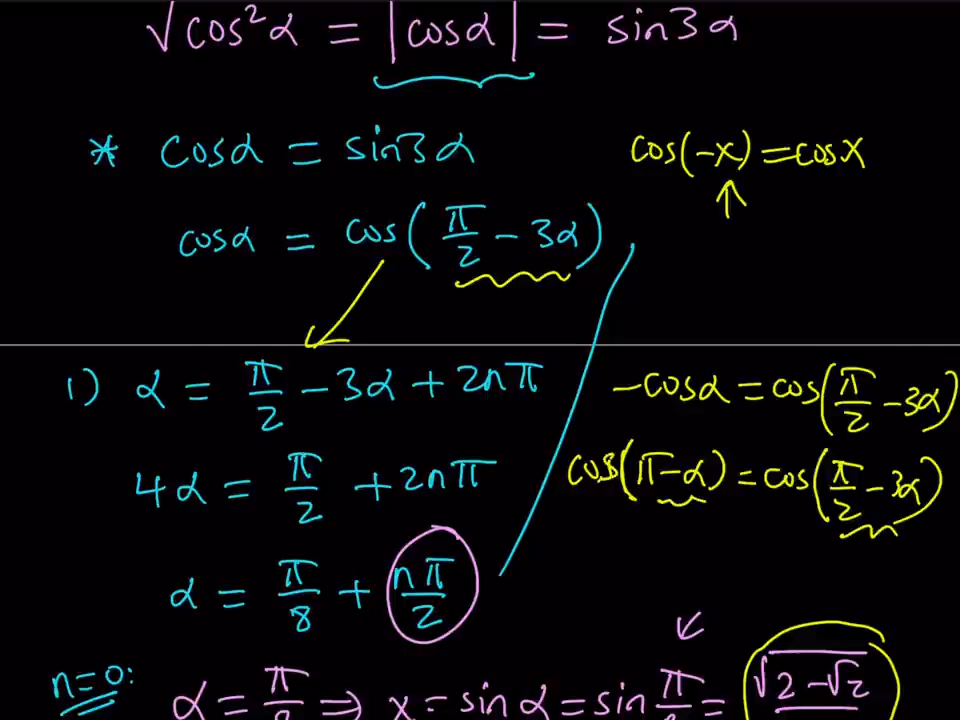 √cos²α = |cosα| = sin3α
* cosα = sin3α
cos(-x) = cosx
cosα = cos(π/2 - 3α)
1) α = π/2 - 3α + 2nπ
-cosα = cos(π/2 - 3α)
4α = π/2 + 2nπ
cos(π-α) = cos(π/2 - 3α)
α = π/8 + nπ/2
n=0:
α = π/8 ⇒ x = sinα = sin π/8 = √2-√2